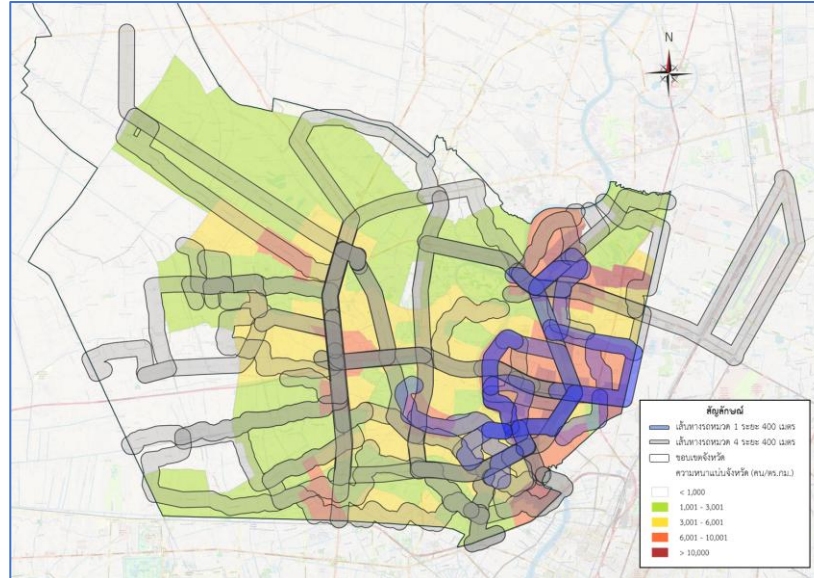 N
สัญลักษณ์
เส้นทางรถหมวด 1 ระยะ 400 เมตร
เส้นทางรถหมวด 4 ระยะ 400 เมตร
ขอบเขตจังหวัด
ความหนาแน่นจังหวัด (คน/ตร.กม.)
< 1,000
1,001 - 3,001
3,001 - 6,001
6,001 - 10,001
> 10,000